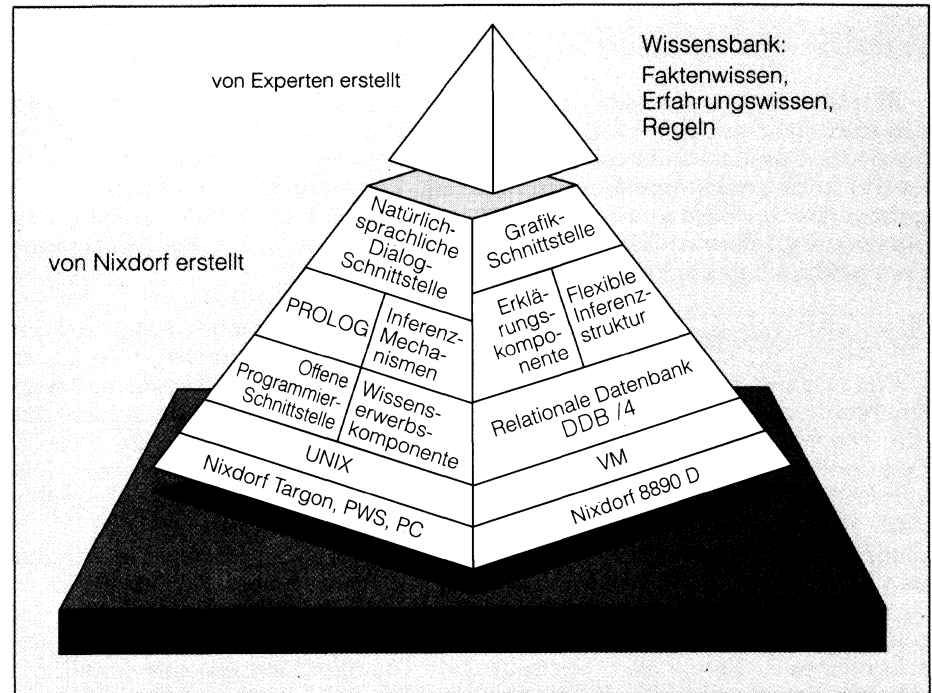 Wissensbank:
Faktenwissen,
Erfahrungswissen,
Regeln
von Experten erstellt
von Nixdorf erstellt
Natürlich-
sprachliche
Dialog-
Schnittstelle
Grafik-
Schnittstelle
PROLOG
Inferenz-
Mecha-
nismen
Erklä-
rungs-
kompo-
nente
Flexible
Inferenz-
struktur
Offene
Programmier-
Schnittstelle
Wissens-
erwerbs-
komponente
Relationale Datenbank
DDB /4
UNIX
VM
Nixdorf Targon, PWS, PC
Nixdorf 8890 D